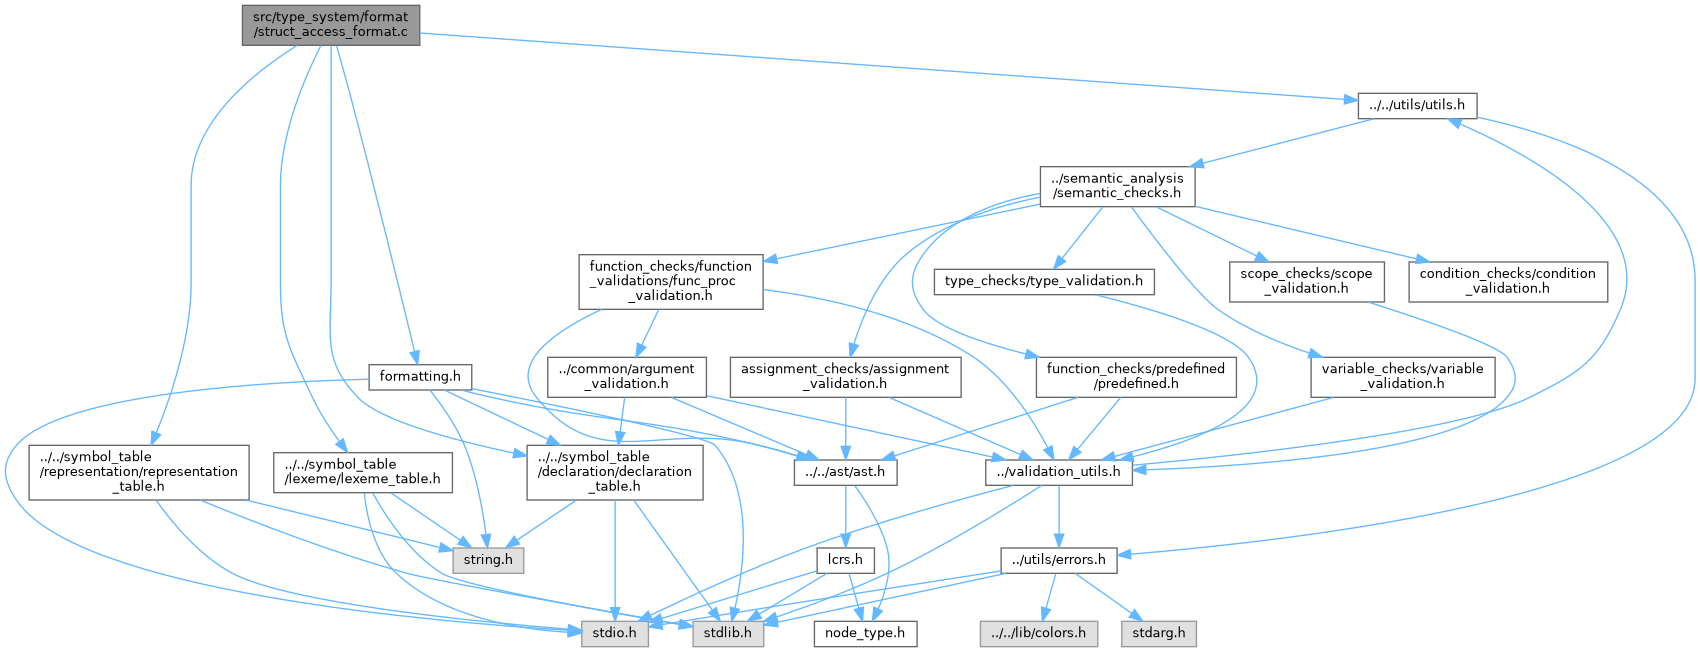 src/type_system/format
/struct_access_format.c
../../utils/utils.h
../semantic_analysis
/semantic_checks.h
function_checks/function
_validations/func_proc
_validation.h
type_checks/type_validation.h
scope_checks/scope
_validation.h
condition_checks/condition
_validation.h
formatting.h
../common/argument
_validation.h
assignment_checks/assignment
_validation.h
function_checks/predefined
/predefined.h
variable_checks/variable
_validation.h
../../symbol_table
/representation/representation
_table.h
../../symbol_table
/lexeme/lexeme_table.h
../../symbol_table
/declaration/declaration
_table.h
../../ast/ast.h
../validation_utils.h
string.h
lcrs.h
../utils/errors.h
stdio.h
stdlib.h
node_type.h
../../lib/colors.h
stdarg.h